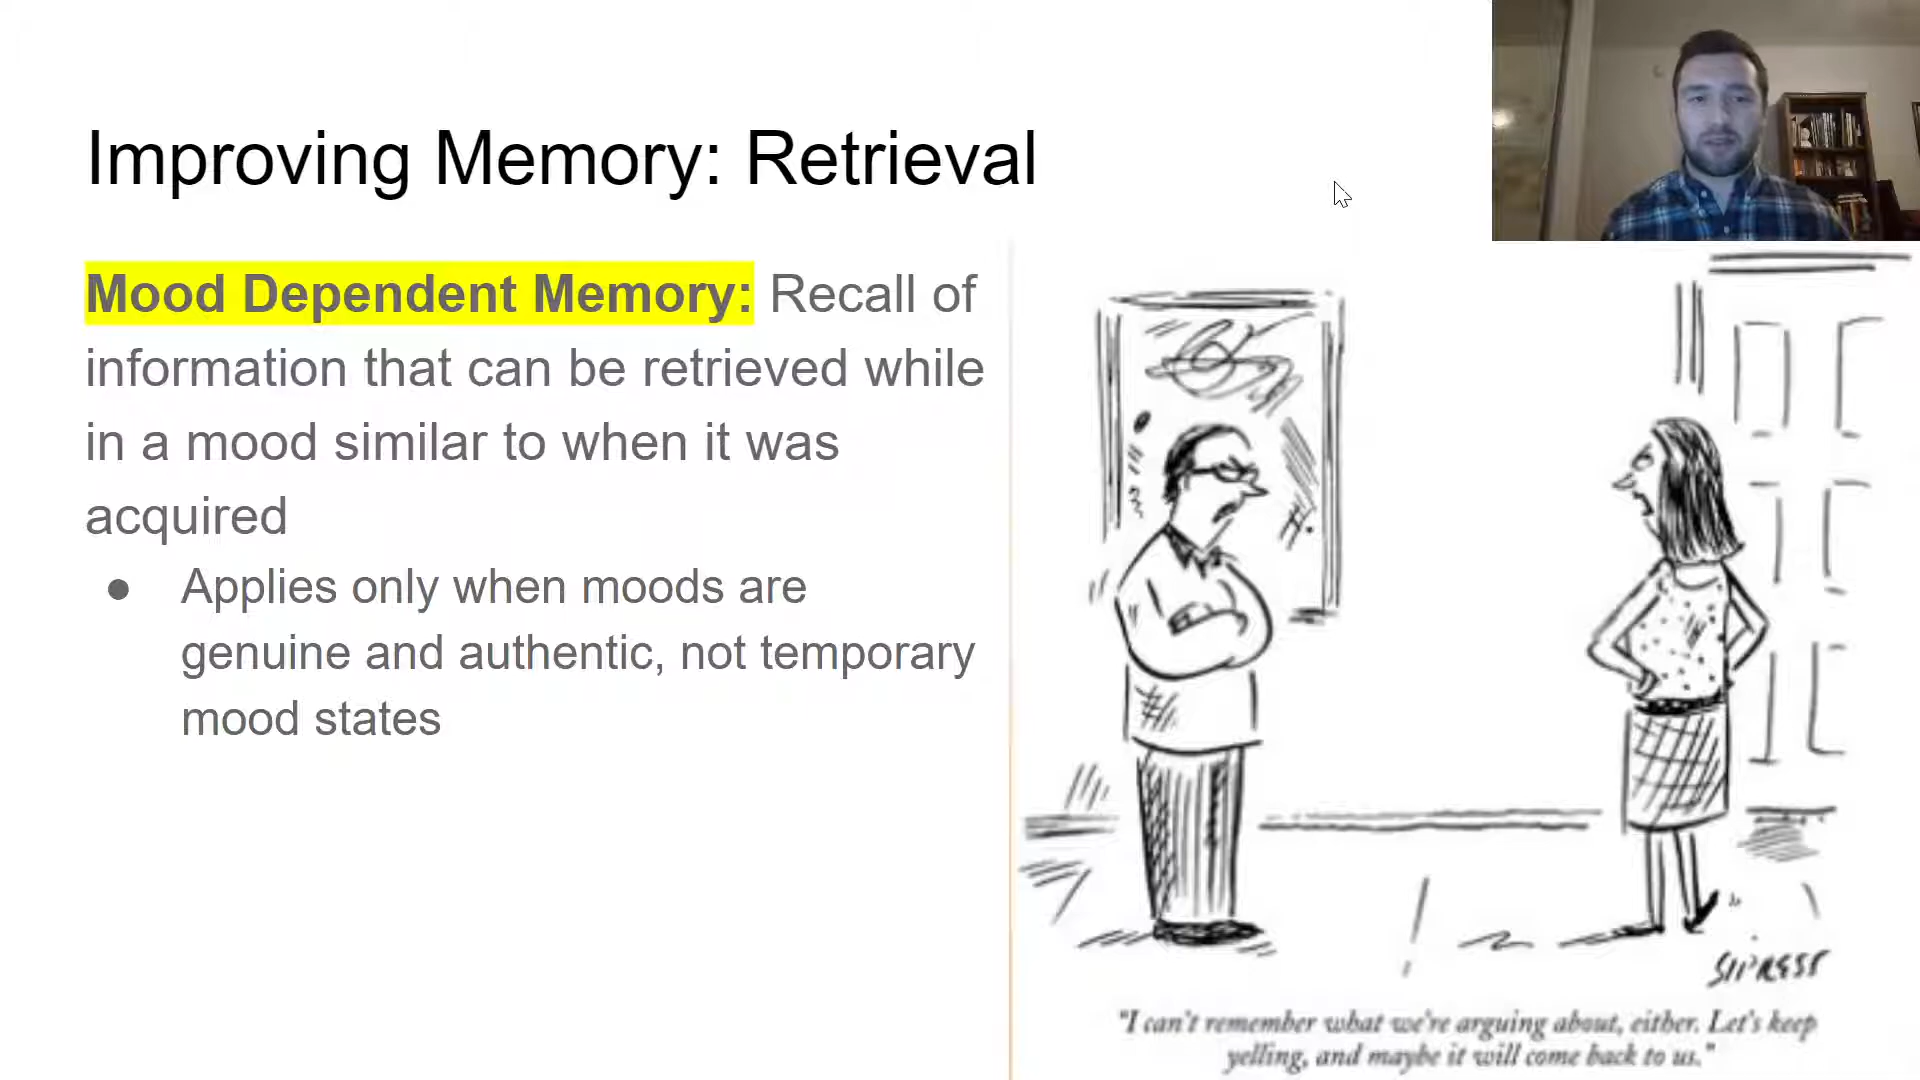 Improving Memory: Retrieval
Mood Dependent Memory: Recall of
information that can be retrieved while
in a mood similar to when it was
acquired
● Applies only when moods are
genuine and authentic, not temporary
mood states
SIPRESS
"I can't remember what we're arguing about, either. Let's keep
yelling, and maybe it will come back to us."